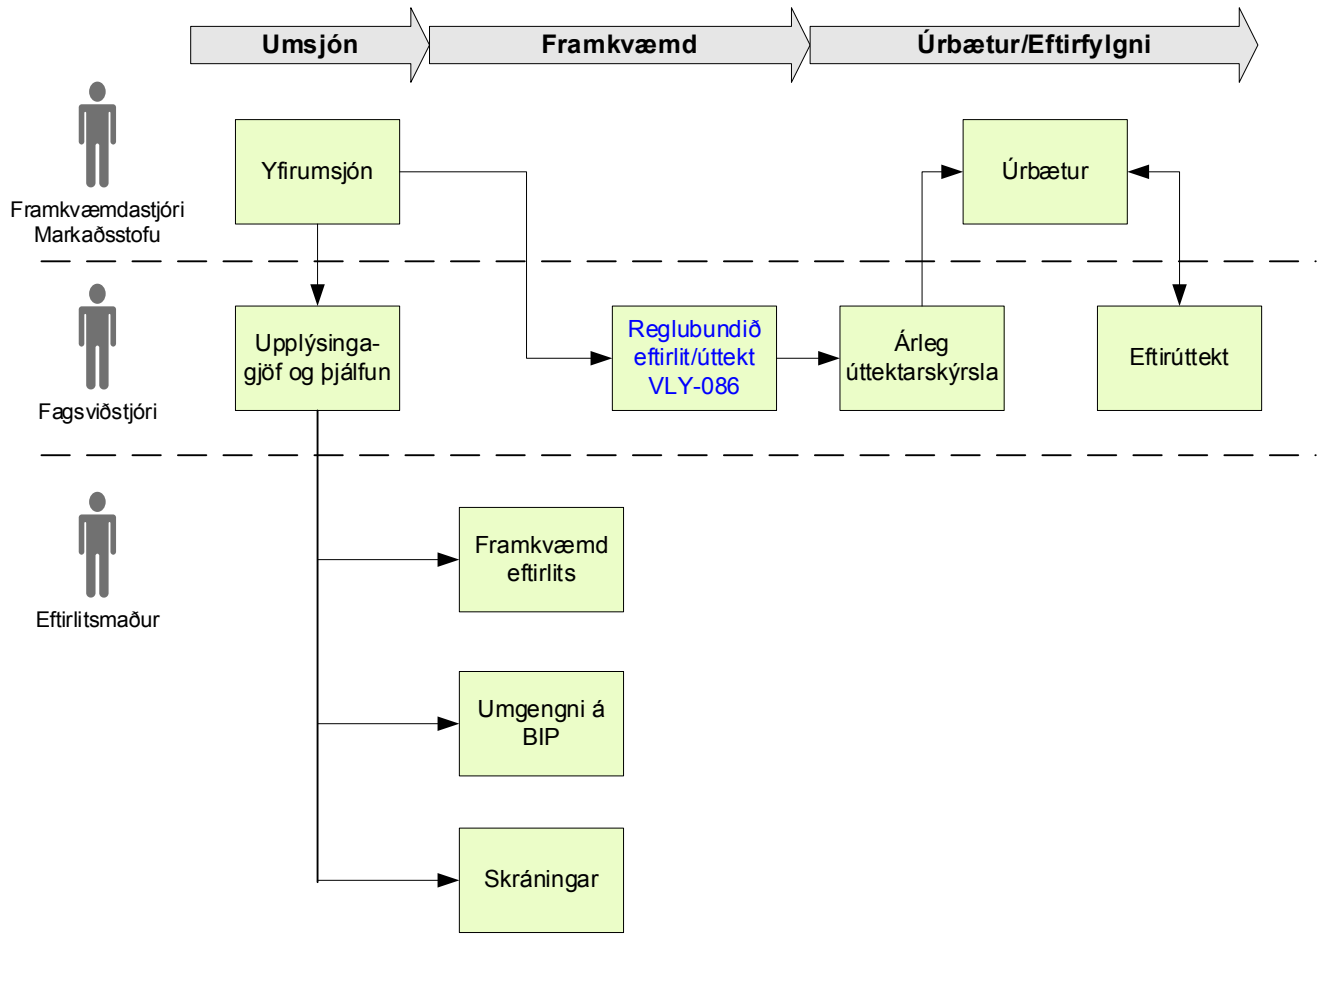 Umsjón
Framkvæmd
Úrbætur/Eftirfylgni
Framkvæmdastjóri
Markaðsstofu
Yfirumsjón
Úrbætur
Fagsviðstjóri
Upplýsinga-
gjöf og þjálfun
Reglubundið
eftirlit/úttekt
VLY-086
Árleg
úttektarskýrsla
Eftirúttekt
Eftirlitsmaður
Framkvæmd
eftirlits
Umgengni á
BIP
Skráningar